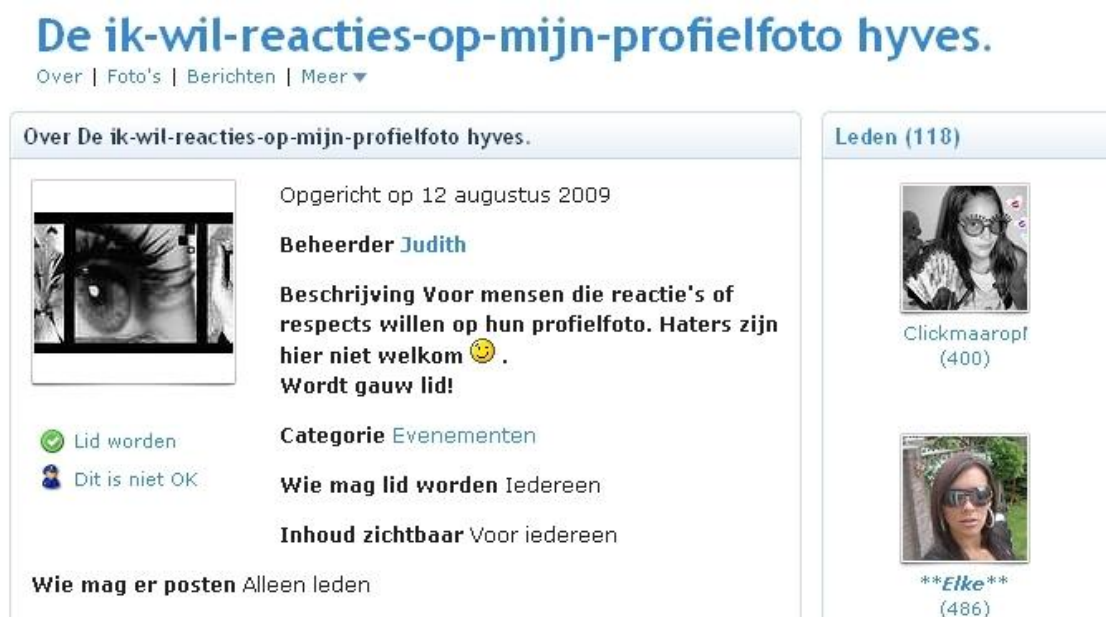 De ik-wil-reacties-op-mijn-profielfoto hyves.
Over | Foto's | Berichten | Meer
Over De ik-wil-reacties-op-mijn-profielfoto hyves.
Opgericht op 12 augustus 2009
Beheerder Judith
Beschrijving Voor mensen die reactie's of
respects willen op hun profielfoto. Haters zijn
hier niet welkom .
Wordt gauw lid!
Categorie Evenementen
Wie mag lid worden Iedereen
Inhoud zichtbaar Voor iedereen
Lid worden
Dit is niet OK
Wie mag er posten Alleen leden
Leden (118)
(400)
**Elke**
(486)